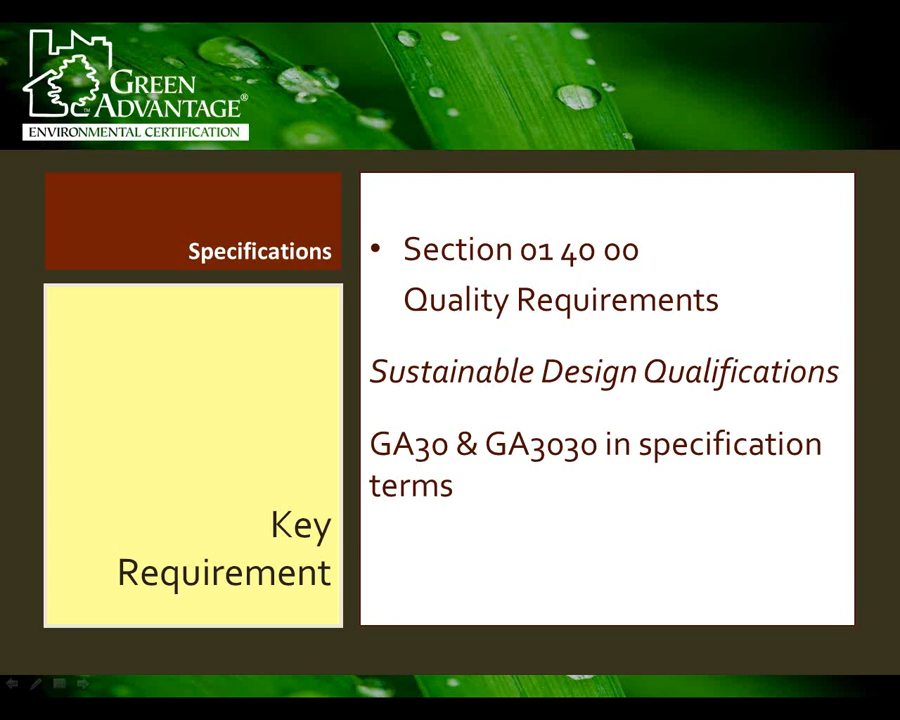 GREEN
ADVANTAGE®
ENVIRONMENTAL CERTIFICATION
Specifications
Key
Requirement
• Section 01 40 00
Quality Requirements
Sustainable Design Qualifications
GA30 & GA3030 in specification
terms